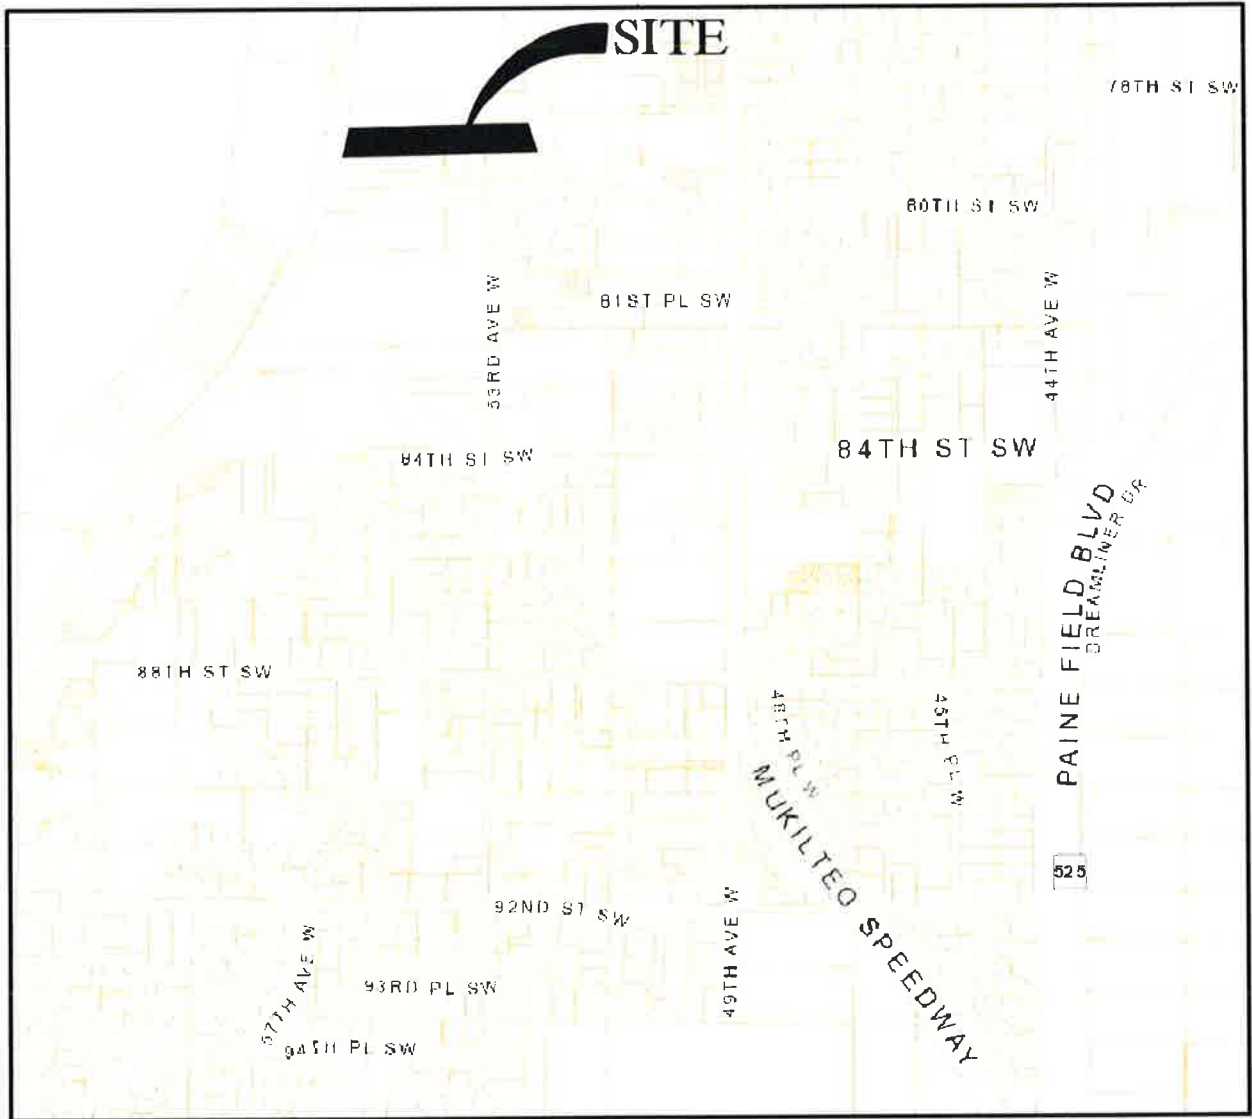 SITE
78TH ST SW
80TH ST SW
81ST PL SW
53RD AVE W
44TH AVE W
84TH ST SW
84TH ST SW
PAINE FIELD BLVD
DREAMLINER DR
88TH ST SW
48TH PL W
45TH PL W
MUKILTEO SPEEDWAY
525
92ND ST SW
49TH AVE W
57TH AVE W
93RD PL SW
94TH PL SW